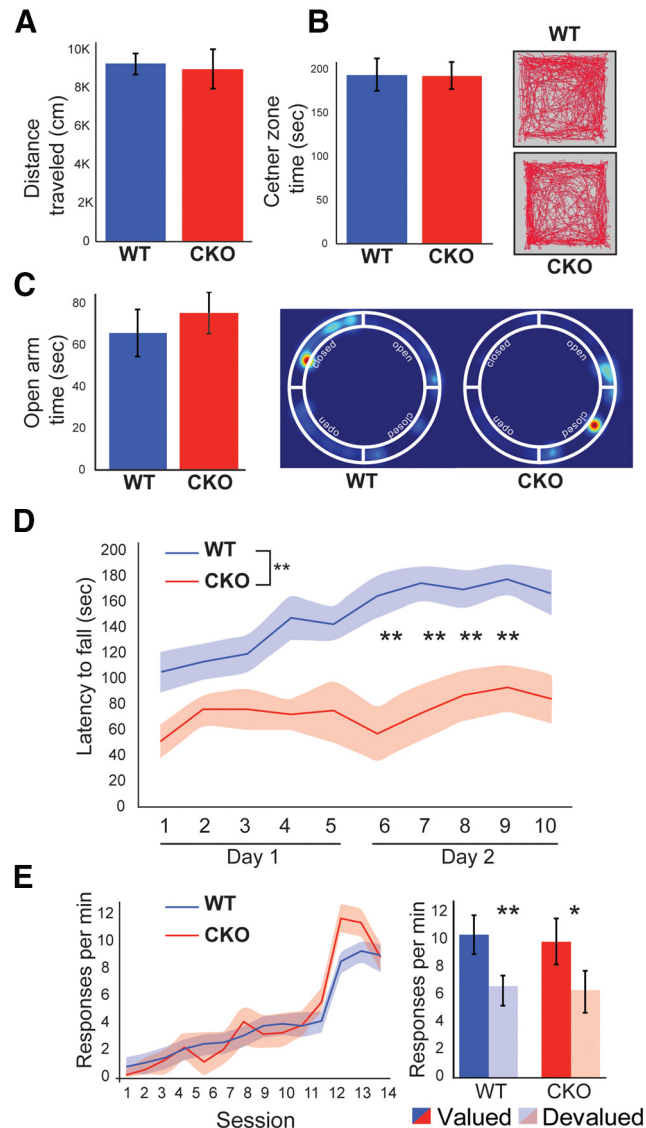 A
10K
8K
6K
4K
2K
0
Distance
traveled (cm)
WT
CKO
B
200
150
100
50
0
Cetner zone
time (sec)
WT
CKO
WT
CKO
C
80
60
40
20
0
Open arm
time (sec)
WT
CKO
closed
open
open
closed
WT
closed
open
open
closed
CKO
D
200
180
160
140
120
100
80
60
40
20
0
Latency to fall (sec)
WT
CKO
**
** ** ** **
1 2 3 4 5 6 7 8 9 10
Day 1
Day 2
E
12
10
8
6
4
2
0
Responses per min
WT
CKO
1 2 3 4 5 6 7 8 9 10 11 12 13 14
Session
12
10
8
6
4
2
0
Responses per min
**
*
WT
CKO
Valued
Devalued